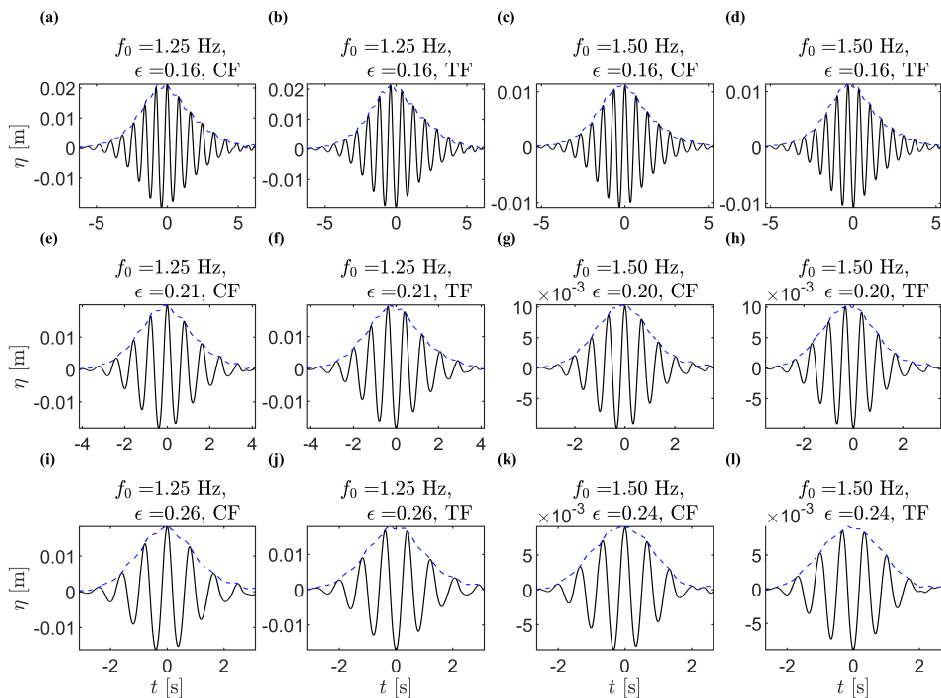 (a) (b) (c) (d)
f₀ =1.25 Hz, f₀ =1.25 Hz, f₀ =1.50 Hz, f₀ =1.50 Hz,
ϵ =0.16, CF ϵ =0.16, TF ϵ =0.16, CF ϵ =0.16, TF
0.02 0.02 0.01 0.01
0.01 0.01
η [m] 0 0 0 0
-0.01 -0.01 -0.01 -0.01
-5 0 5 -5 0 5 -5 0 5 -5 0 5
(e) (f) (g) (h)
f₀ =1.25 Hz, f₀ =1.25 Hz, f₀ =1.50 Hz, f₀ =1.50 Hz,
ϵ =0.21, CF ϵ =0.21, TF ×10⁻³ ϵ =0.20, CF ×10⁻³ ϵ =0.20, TF
10 10
0.01 0.01 5 5
η [m] 0 0 0 0
-0.01 -0.01 -5 -5
-4 -2 0 2 4 -4 -2 0 2 4 -2 0 2 -2 0 2
(i) (j) (k) (l)
f₀ =1.25 Hz, f₀ =1.25 Hz, f₀ =1.50 Hz, f₀ =1.50 Hz,
ϵ =0.26, CF ϵ =0.26, TF ×10⁻³ ϵ =0.24, CF ×10⁻³ ϵ =0.24, TF
0.01 0.01 5 5
η [m] 0 0 0 0
-0.01 -0.01 -5 -5
-2 0 2 -2 0 2 -2 0 2 -2 0 2
t [s] t [s] t [s] t [s]